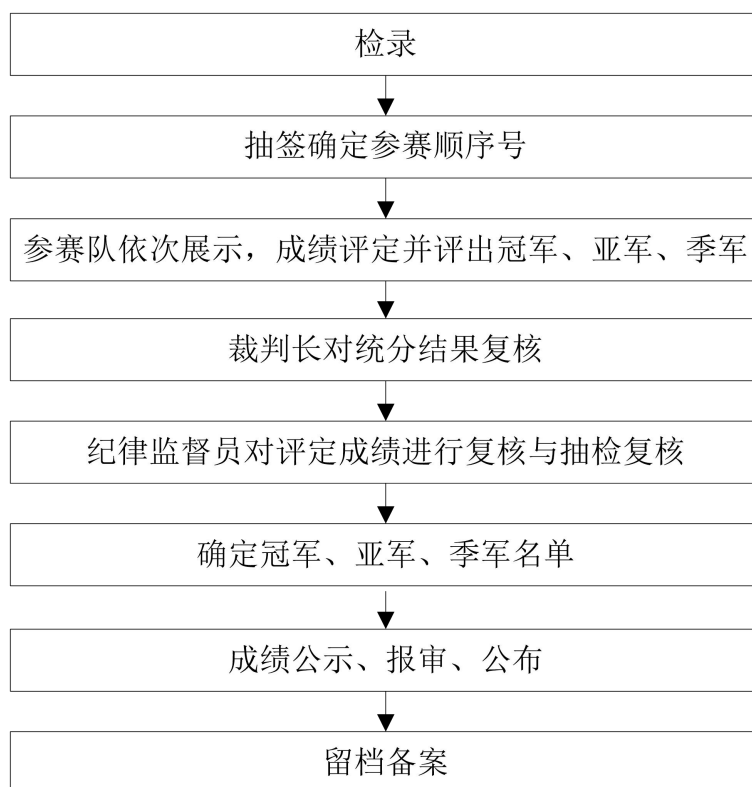 检录
抽签确定参赛顺序号
参赛队依次展示，成绩评定并评出冠军、亚军、季军
裁判长对统分结果复核
纪律监督员对评定成绩进行复核与抽检复核
确定冠军、亚军、季军名单
成绩公示、报审、公布
留档备案